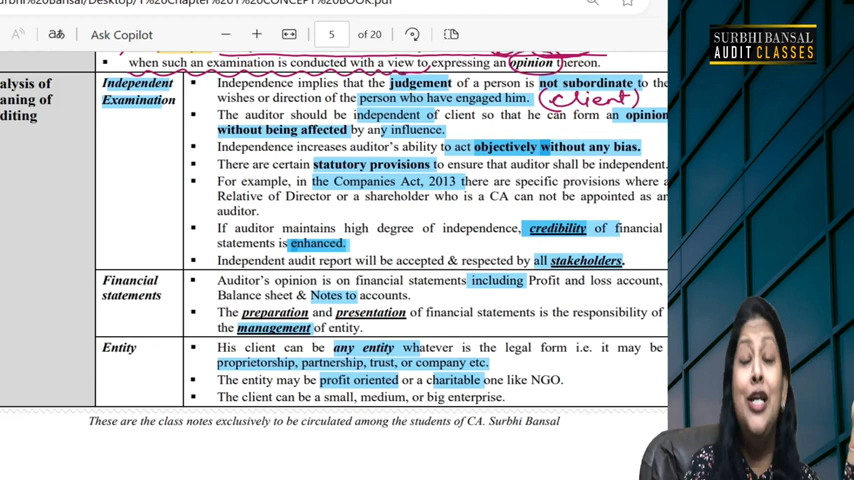 urbhi Bansal/Desktop/1%20Chapter%201%20CONCEPT%20BOOK.pdf
A
аあ
Ask Copilot
5
of 20
SURBHI BANSAL
AUDIT CLASSES
when such an examination is conducted with a view to expressing an opinion thereon.
alysis of
aning of
diting
Independent
Examination
Independence implies that the judgement of a person is not subordinate to the
wishes or direction of the person who have engaged him.
(client)
The auditor should be independent of client so that he can form an opinion
without being affected by any influence.
Independence increases auditor's ability to act objectively without any bias.
There are certain statutory provisions to ensure that auditor shall be independent.
For example, in the Companies Act, 2013 there are specific provisions where a
Relative of Director or a shareholder who is a CA can not be appointed as an
auditor.
If auditor maintains high degree of independence, credibility of financial
statements is enhanced.
Independent audit report will be accepted & respected by all stakeholders.
Financial
statements
Auditor's opinion is on financial statements including Profit and loss account,
Balance sheet & Notes to accounts.
The preparation and presentation of financial statements is the responsibility of
the management of entity.
Entity
His client can be any entity whatever is the legal form i.e. it may be
proprietorship, partnership, trust, or company etc.
The entity may be profit oriented or a charitable one like NGO.
The client can be a small, medium, or big enterprise.
These are the class notes exclusively to be circulated among the students of CA. Surbhi Bansal